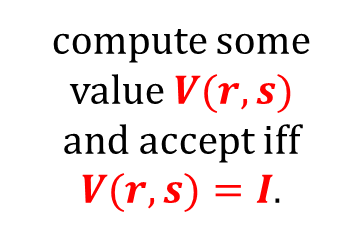 compute some
value V(r, s)
and accept iff
V(r, s) = I.